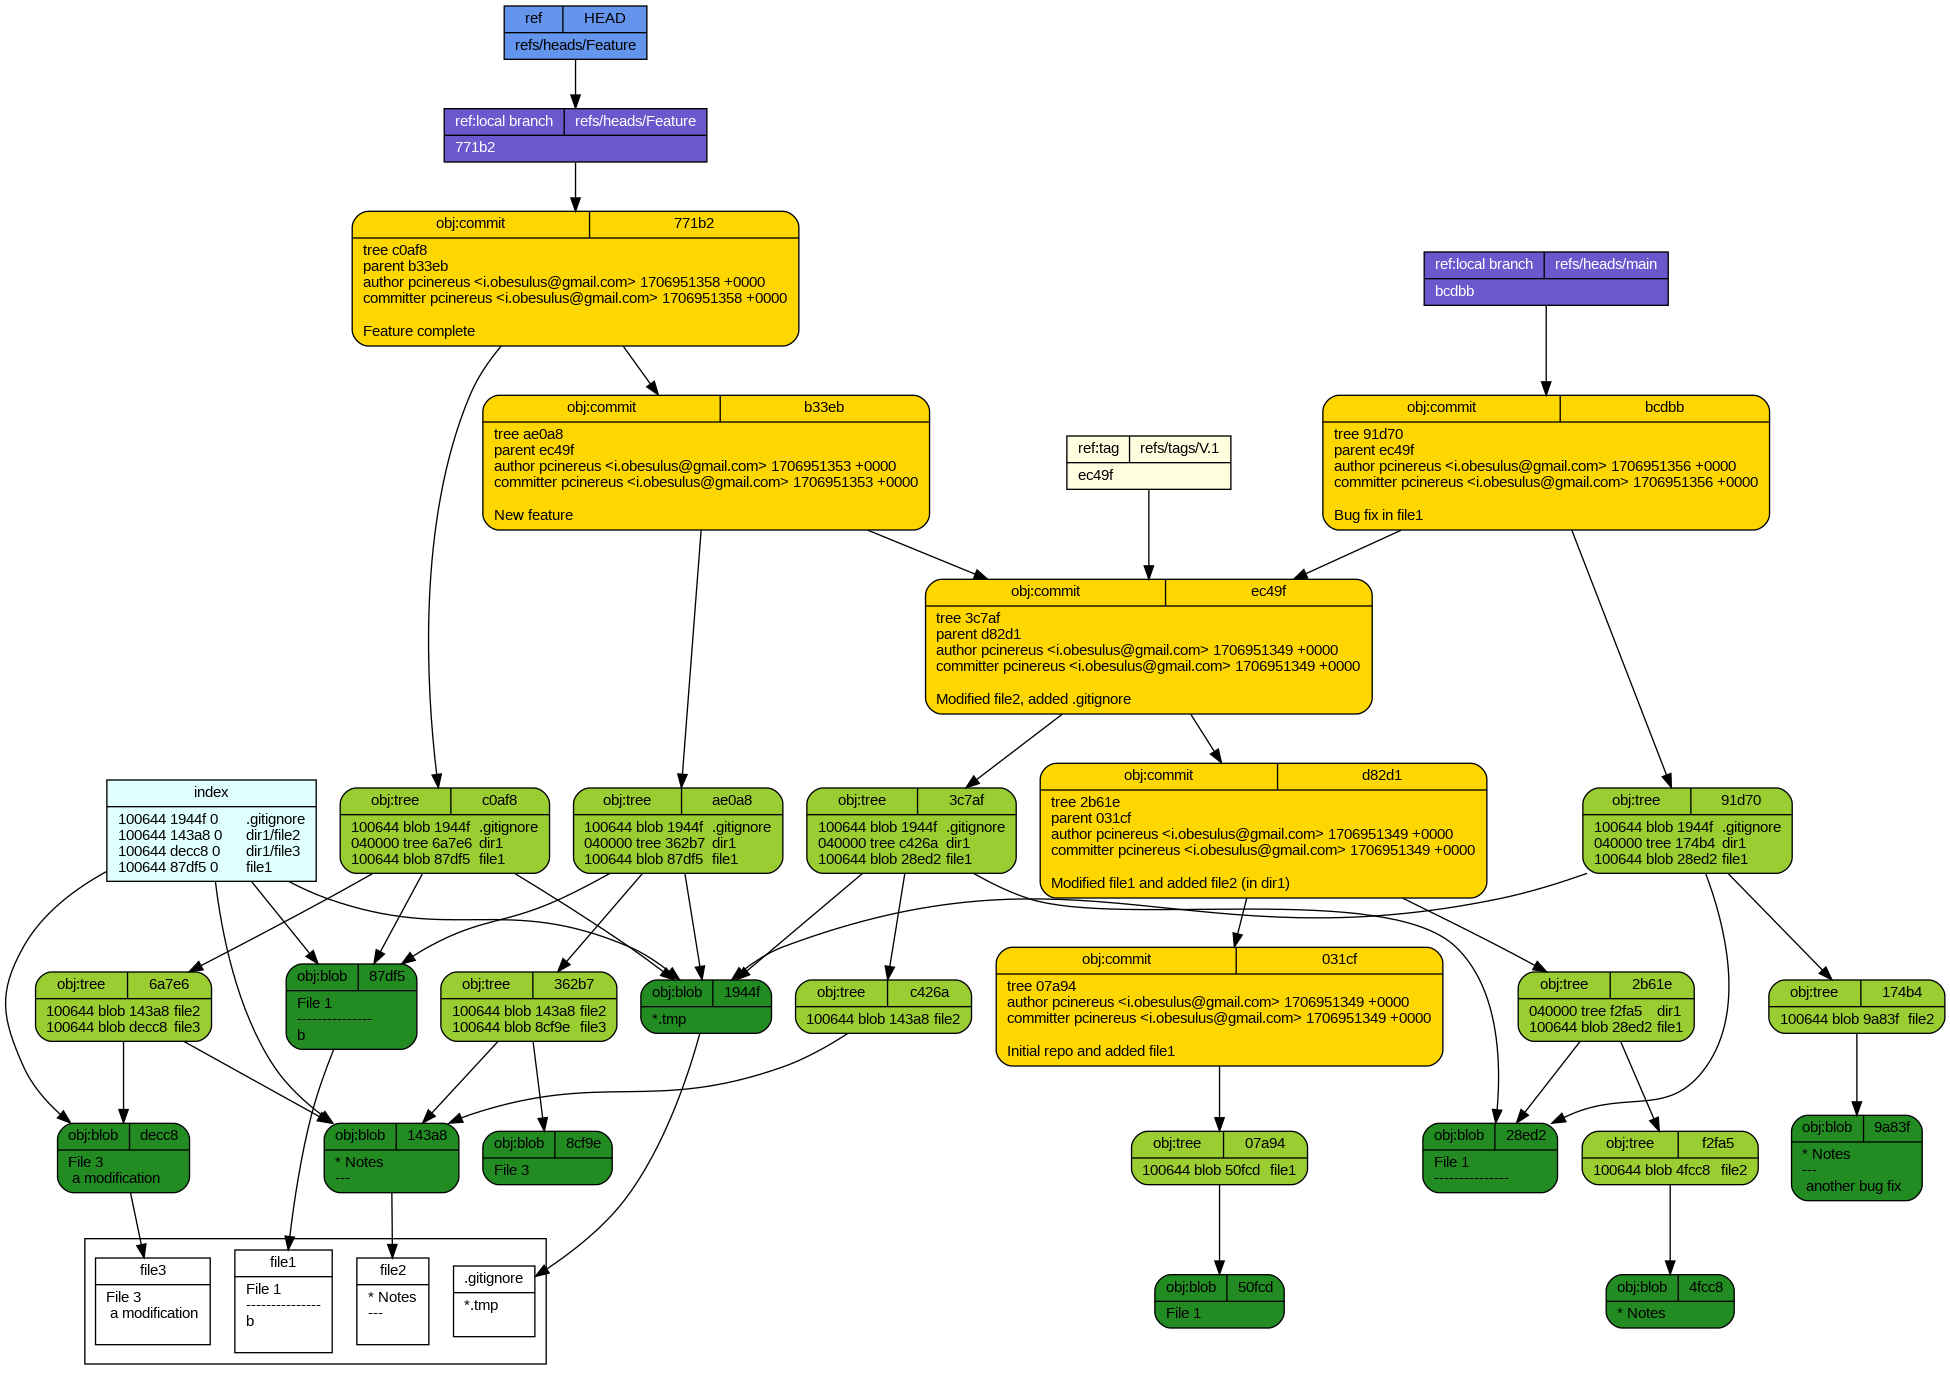 ref HEAD
refs/heads/Feature
ref:local branch refs/heads/Feature
771b2
obj:commit 771b2
tree c0af8
parent b33eb
author pcinereus <i.obesulus@gmail.com> 1706951358 +0000
committer pcinereus <i.obesulus@gmail.com> 1706951358 +0000
Feature complete
ref:local branch refs/heads/main
bcdbb
obj:commit b33eb
tree ae0a8
parent ec49f
author pcinereus <i.obesulus@gmail.com> 1706951353 +0000
committer pcinereus <i.obesulus@gmail.com> 1706951353 +0000
New feature
ref:tag refs/tags/V.1
ec49f
obj:commit bcdbb
tree 91d70
parent ec49f
author pcinereus <i.obesulus@gmail.com> 1706951356 +0000
committer pcinereus <i.obesulus@gmail.com> 1706951356 +0000
Bug fix in file1
obj:commit ec49f
tree 3c7af
parent d82d1
author pcinereus <i.obesulus@gmail.com> 1706951349 +0000
committer pcinereus <i.obesulus@gmail.com> 1706951349 +0000
Modified file2, added .gitignore
index
100644 1944f 0 .gitignore
100644 143a8 0 dir1/file2
100644 decc8 0 dir1/file3
100644 87df5 0 file1
obj:tree c0af8
100644 blob 1944f .gitignore
040000 tree 6a7e6 dir1
100644 blob 87df5 file1
obj:tree ae0a8
100644 blob 1944f .gitignore
040000 tree 362b7 dir1
100644 blob 87df5 file1
obj:tree 3c7af
100644 blob 1944f .gitignore
040000 tree c426a dir1
100644 blob 28ed2 file1
obj:commit d82d1
tree 2b61e
parent 031cf
author pcinereus <i.obesulus@gmail.com> 1706951349 +0000
committer pcinereus <i.obesulus@gmail.com> 1706951349 +0000
Modified file1 and added file2 (in dir1)
obj:tree 91d70
100644 blob 1944f .gitignore
040000 tree 174b4 dir1
100644 blob 28ed2 file1
obj:tree 6a7e6
100644 blob 143a8 file2
100644 blob decc8 file3
obj:blob 87df5
File 1
---------------
b
obj:tree 362b7
100644 blob 143a8 file2
100644 blob 8cf9e file3
obj:blob 1944f
*.tmp
obj:tree c426a
100644 blob 143a8 file2
obj:commit 031cf
tree 07a94
author pcinereus <i.obesulus@gmail.com> 1706951349 +0000
committer pcinereus <i.obesulus@gmail.com> 1706951349 +0000
Initial repo and added file1
obj:tree 2b61e
040000 tree f2fa5 dir1
100644 blob 28ed2 file1
obj:tree 174b4
100644 blob 9a83f file2
obj:blob decc8
File 3
a modification
obj:blob 143a8
* Notes
---
obj:blob 8cf9e
File 3
obj:tree 07a94
100644 blob 50fcd file1
obj:blob 28ed2
File 1
---------------
obj:tree f2fa5
100644 blob 4fcc8 file2
obj:blob 9a83f
* Notes
---
another bug fix
file3
File 3
a modification
file1
File 1
---------------
b
file2
* Notes
---
.gitignore
*.tmp
obj:blob 50fcd
File 1
obj:blob 4fcc8
* Notes